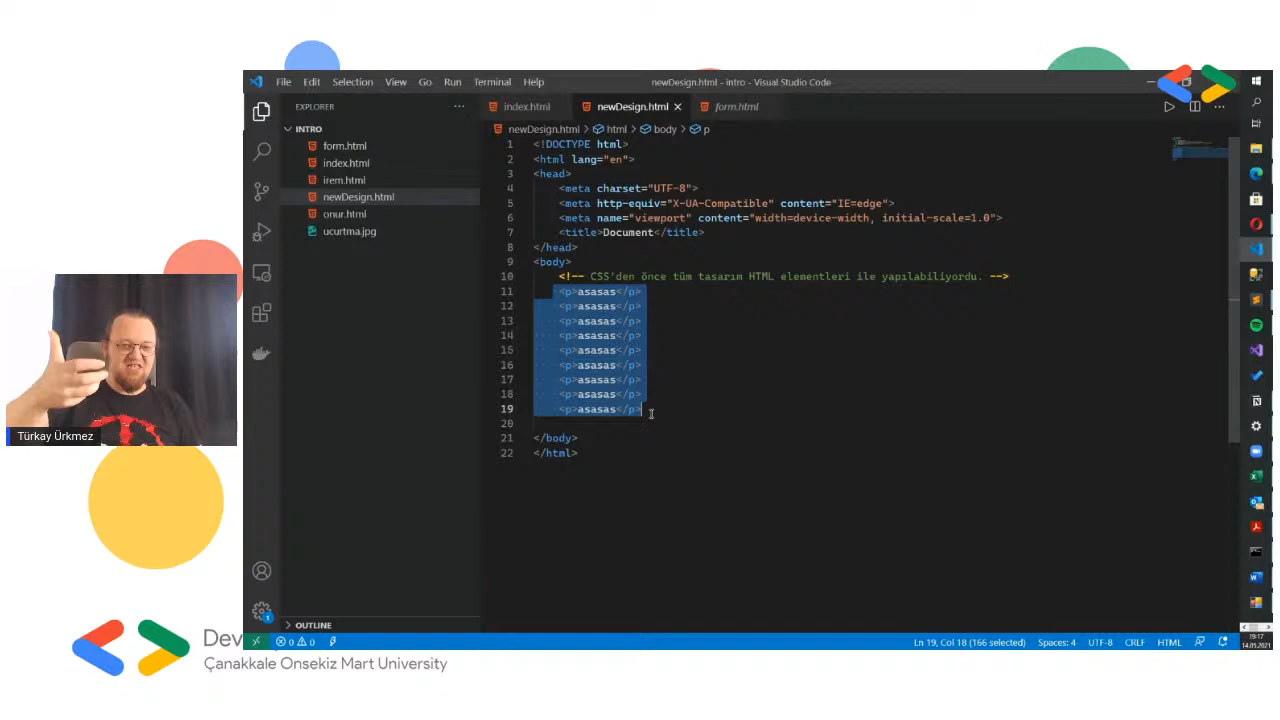 File Edit Selection View Go Run Terminal Help
newDesign.html - intro - Visual Studio Code
EXPLORER
INTRO
form.html
index.html
irem.html
newDesign.html
onur.html
ucurtma.jpg
OUTLINE
index.html newDesign.html form.html
newDesign.html > html > body > p
1 <!DOCTYPE html>
2 <html lang="en">
3 <head>
4 <meta charset="UTF-8">
5 <meta http-equiv="X-UA-Compatible" content="IE=edge">
6 <meta name="viewport" content="width=device-width, initial-scale=1.0">
7 <title>Document</title>
8 </head>
9 <body>
10 <!-- CSS'den önce tüm tasarım HTML elementleri ile yapılabiliyordu. -->
11 <p>asasas</p>
12 <p>asasas</p>
13 <p>asasas</p>
14 <p>asasas</p>
15 <p>asasas</p>
16 <p>asasas</p>
17 <p>asasas</p>
18 <p>asasas</p>
19 <p>asasas</p>
20
21 </body>
22 </html>
Türkay Ürkmez
0 0
Ln 19, Col 18 (166 selected) Spaces: 4 UTF-8 CRLF HTML
19:17
14.05.2021
Dev
Çanakkale Onsekiz Mart University